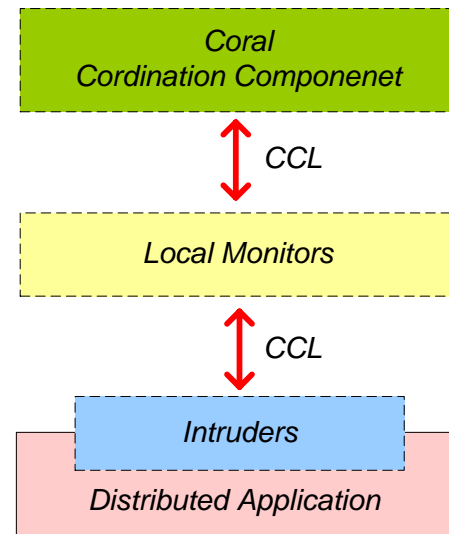 Coral
Cordination Componenet
CCL
Local Monitors
CCL
Intruders
Distributed Application